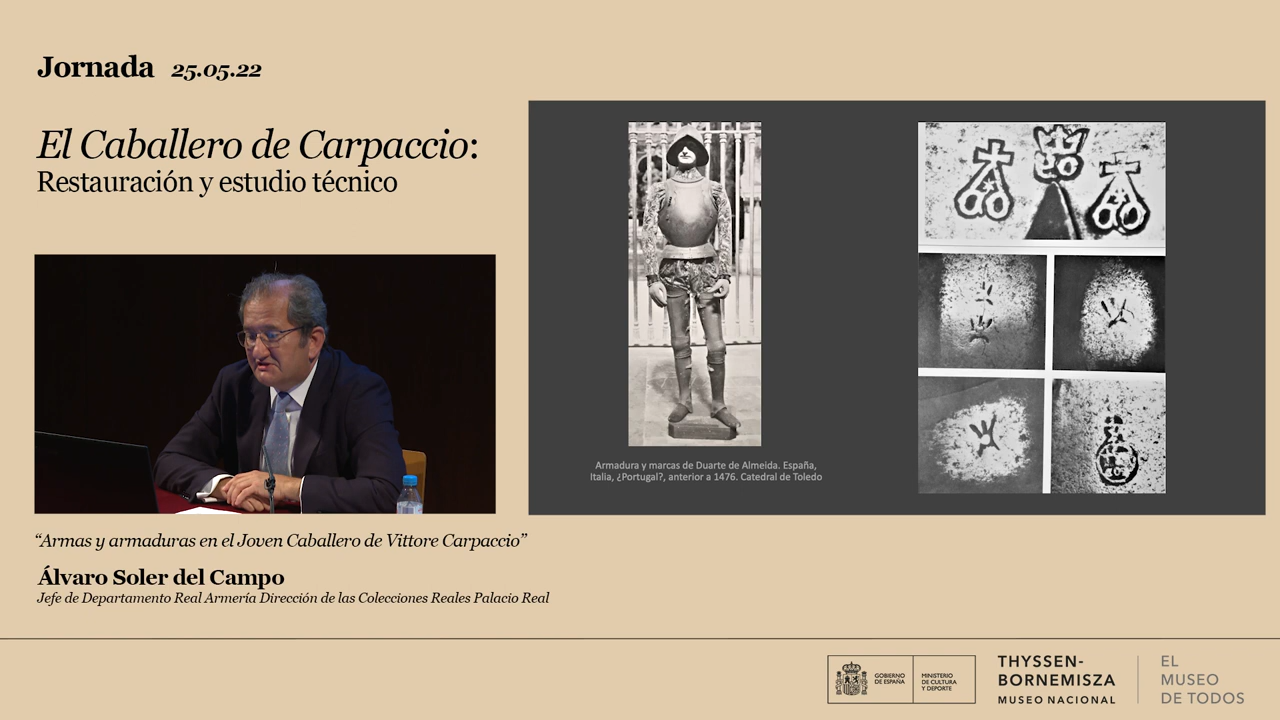 Jornada 25.05.22
El Caballero de Carpaccio:
Restauración y estudio técnico
Armadura y marcas de Duarte de Almeida. España,
Italia, ¿Portugal?, anterior a 1476. Catedral de Toledo
“Armas y armaduras en el Joven Caballero de Vittore Carpaccio”
Álvaro Soler del Campo
Jefe de Departamento Real Armería Dirección de las Colecciones Reales Palacio Real
GOBIERNO
DE ESPAÑA
MINISTERIO
DE CULTURA
Y DEPORTE
THYSSEN-
BORNEMISZA
MUSEO NACIONAL
EL
MUSEO
DE TODOS